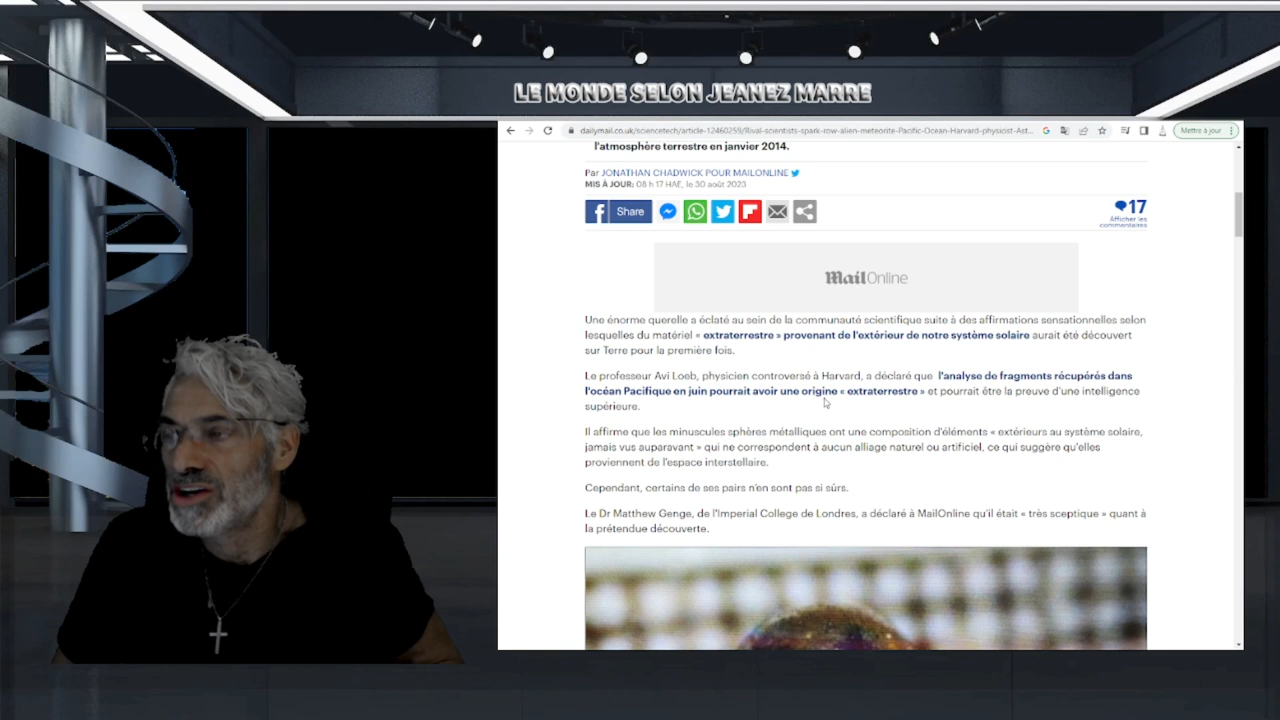 LE MONDE SELON JEANEZ MARRE
dailymail.co.uk/sciencetech/article-12460259/Rival-scientists-spark-row-alien-meteorite-Pacific-Ocean-Harvard-physicist-Ast...
Mettre à jour
l'atmosphère terrestre en janvier 2014.
Par JONATHAN CHADWICK POUR MAILONLINE
MIS À JOUR: 08 h 17 HAE, le 30 août 2023
Share
17
Afficher les
commentaires
MailOnline
Une énorme querelle a éclaté au sein de la communauté scientifique suite à des affirmations sensationnelles selon
lesquelles du matériel « extraterrestre » provenant de l'extérieur de notre système solaire aurait été découvert
sur Terre pour la première fois.
Le professeur Avi Loeb, physicien controversé à Harvard, a déclaré que l'analyse de fragments récupérés dans
l'océan Pacifique en juin pourrait avoir une origine « extraterrestre » et pourrait être la preuve d'une intelligence
supérieure.
Il affirme que les minuscules sphères métalliques ont une composition d'éléments « extérieurs au système solaire,
jamais vus auparavant » qui ne correspondent à aucun alliage naturel ou artificiel, ce qui suggère qu'elles
proviennent de l'espace interstellaire.
Cependant, certains de ses pairs n'en sont pas si sûrs.
Le Dr Matthew Genge, de l'Imperial College de Londres, a déclaré à MailOnline qu'il était « très sceptique » quant à
la prétendue découverte.